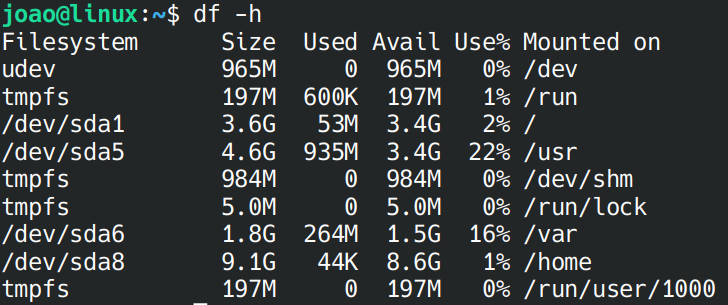 joao@linux:~$ df -h
Filesystem      Size  Used Avail Use% Mounted on
udev            965M     0  965M   0% /dev
tmpfs           197M  600K  197M   1% /run
/dev/sda1       3.6G   53M  3.4G   2% /
/dev/sda5       4.6G  935M  3.4G  22% /usr
tmpfs           984M     0  984M   0% /dev/shm
tmpfs           5.0M     0  5.0M   0% /run/lock
/dev/sda6       1.8G  264M  1.5G  16% /var
/dev/sda8       9.1G   44K  8.6G   1% /home
tmpfs           197M     0  197M   0% /run/user/1000